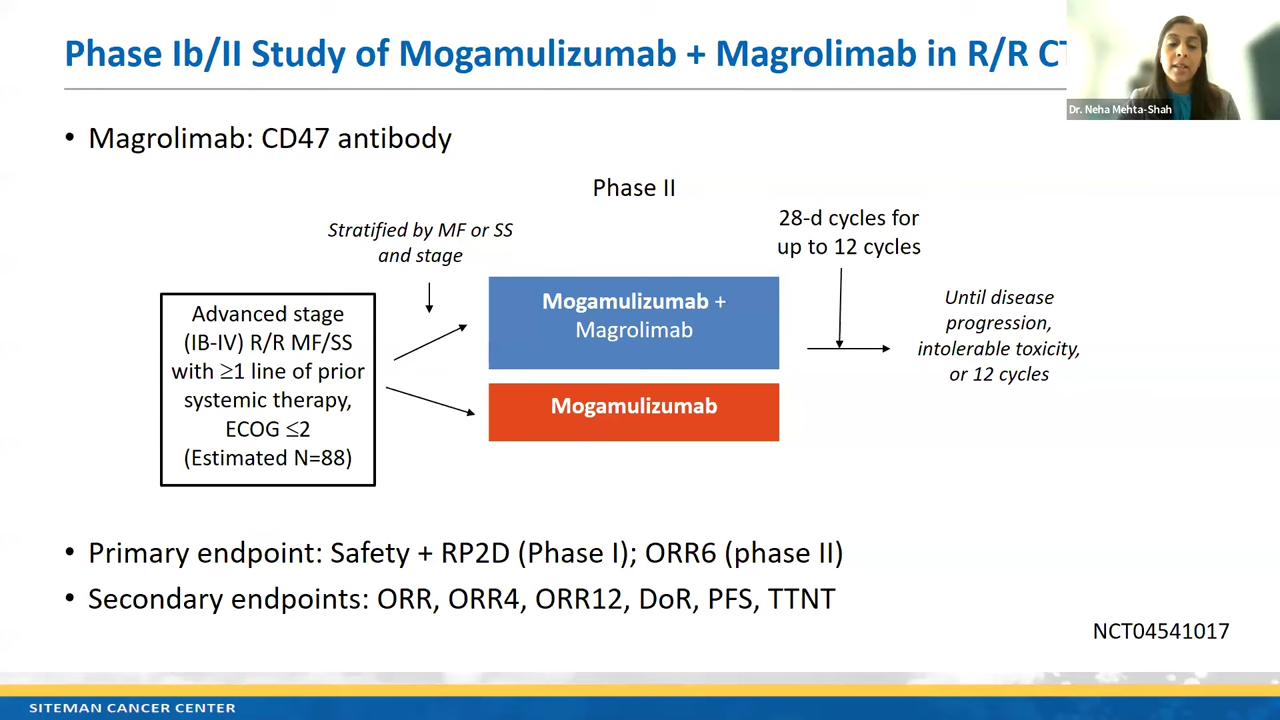 Phase Ib/II Study of Mogamulizumab + Magrolimab in R/R
Dr. Neha Mehta-Shah
• Magrolimab: CD47 antibody
Phase II
Stratified by MF or SS
and stage
28-d cycles for
up to 12 cycles
Advanced stage
(IB-IV) R/R MF/SS
with ≥1 line of prior
systemic therapy,
ECOG ≤2
(Estimated N=88)
Mogamulizumab +
Magrolimab
Mogamulizumab
Until disease
progression,
intolerable toxicity,
or 12 cycles
• Primary endpoint: Safety + RP2D (Phase I); ORR6 (phase II)
• Secondary endpoints: ORR, ORR4, ORR12, DoR, PFS, TTNT
NCT04541017
SITEMAN CANCER CENTER